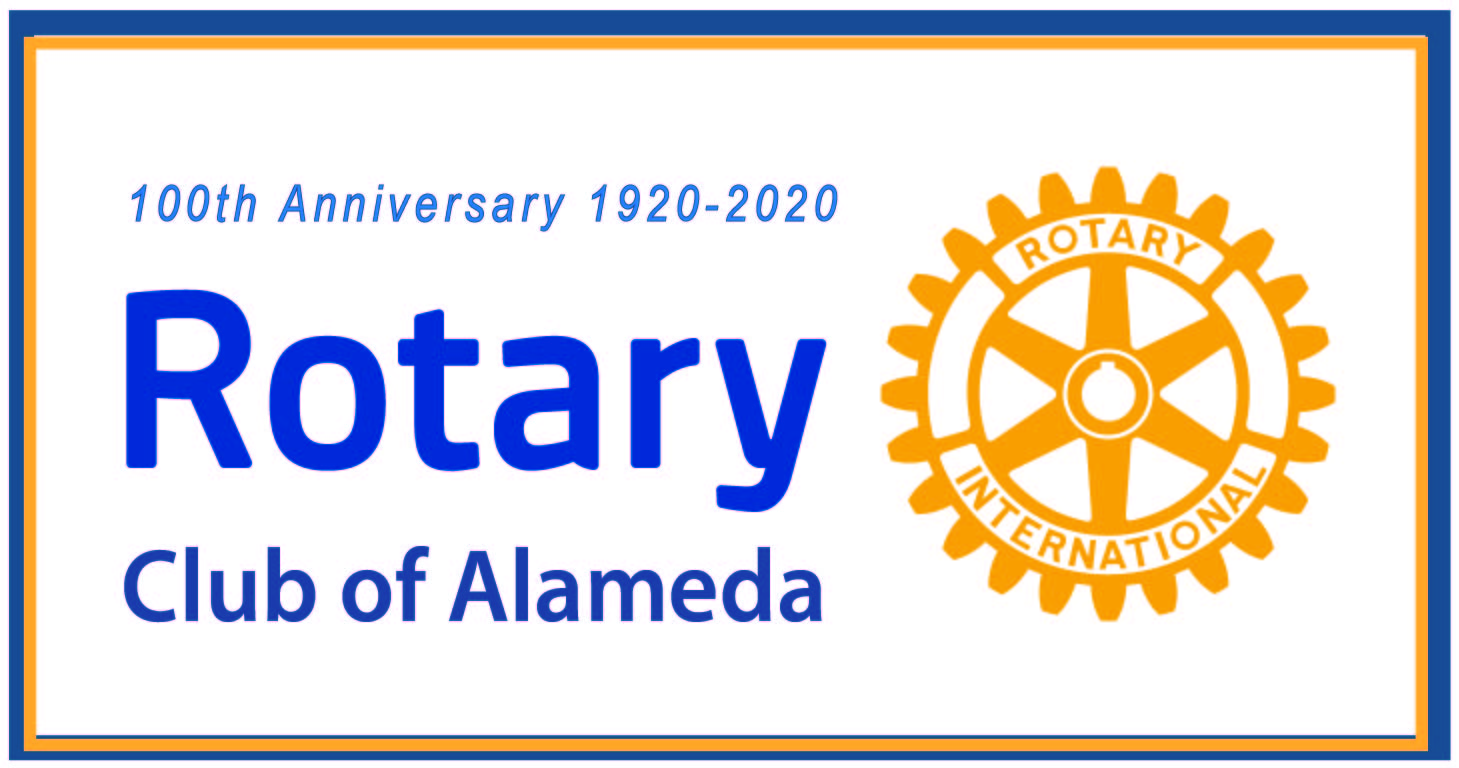 100th Anniversary 1920-2020
Rotary
Club of Alameda
ROTARY
INTERNATIONAL